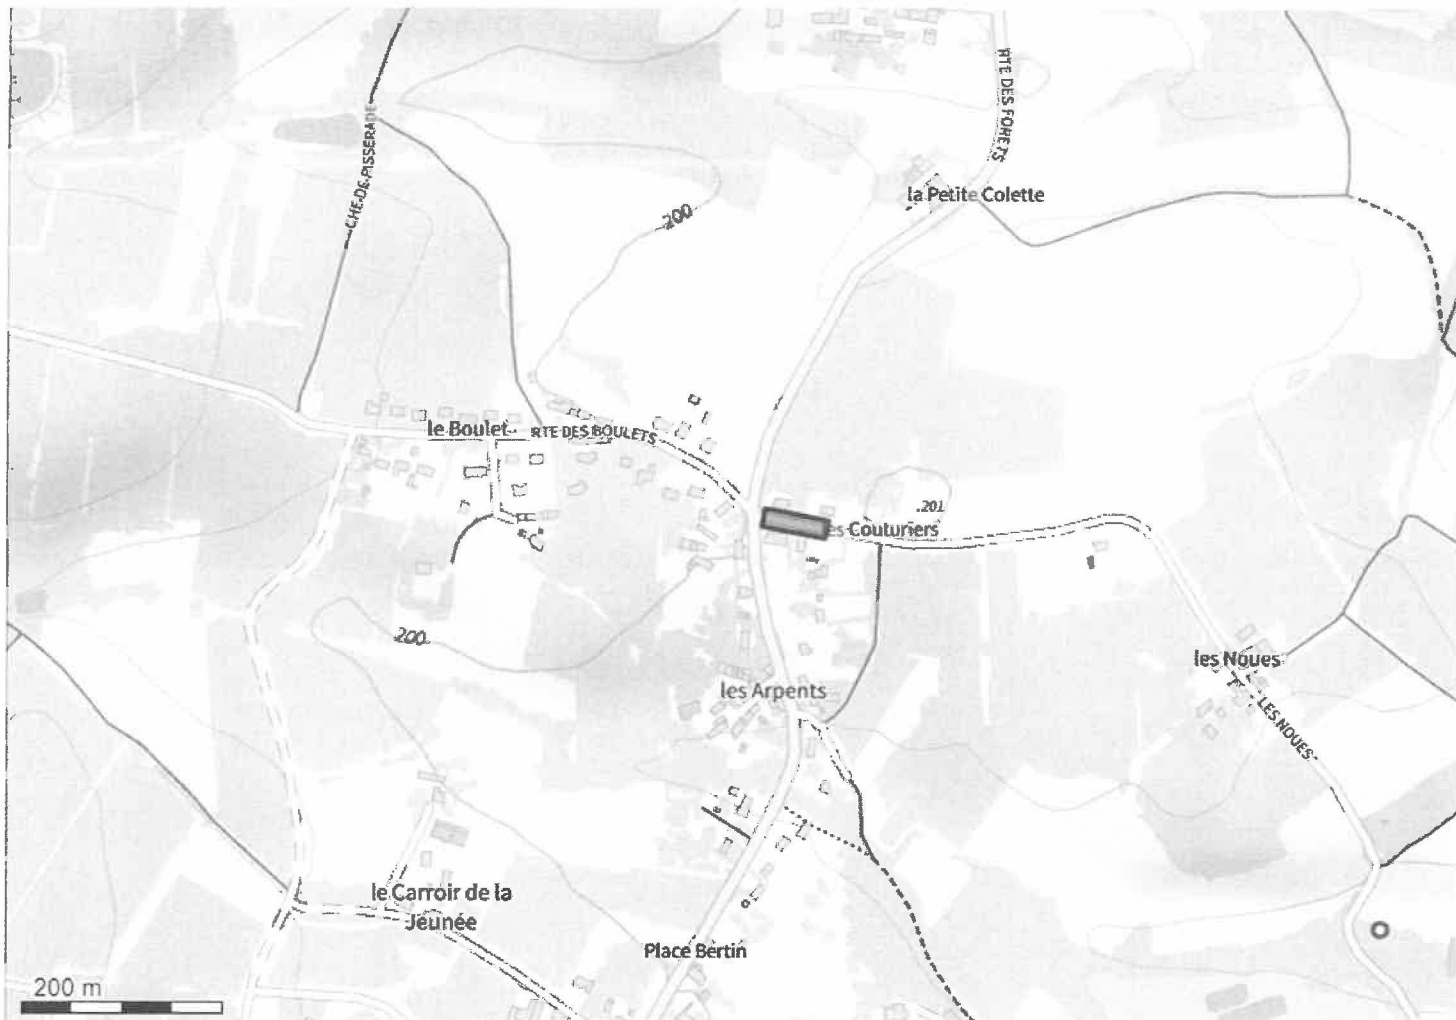 RTE DES FORETS
la Petite Colette
CHE DE PISSERADE
200
le Boulet
RTE DES BOULETS
.201
es Couturiers
200
les Noues
les Arpents
LES NOUES
le Carroir de la
Jeunée
Place Bertin
200 m